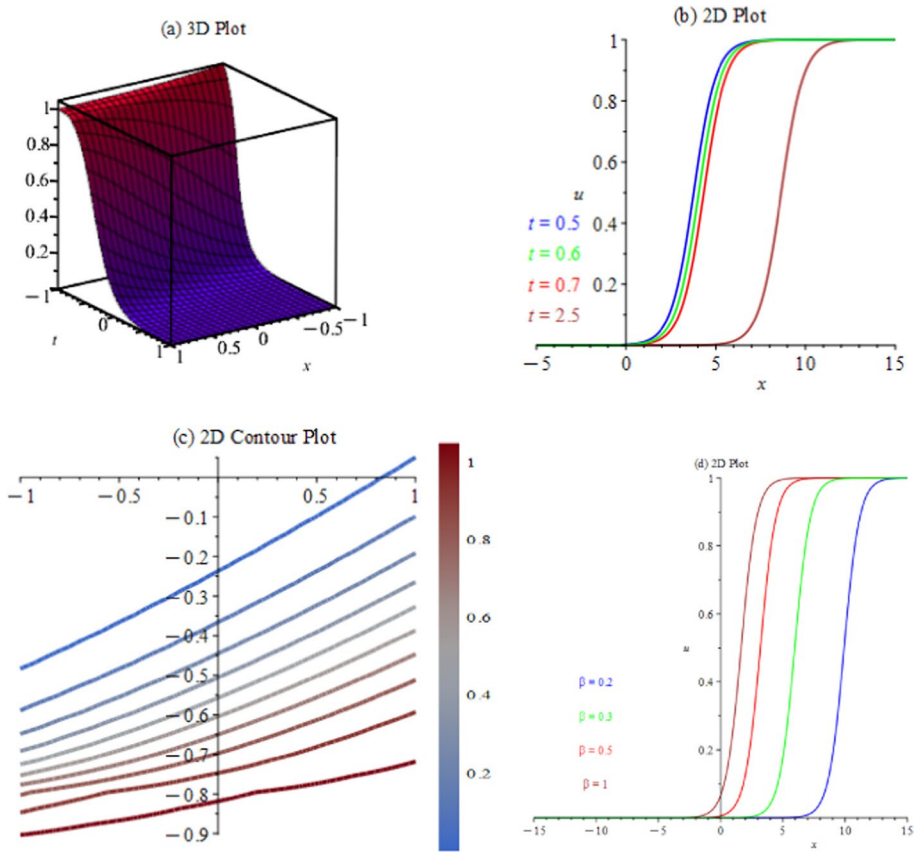 (a) 3D Plot
1
0.8
0.6
0.4
0.2
−1
t
0
1
1
0.5
0
−0.5
−1
x
(b) 2D Plot
1
0.8
0.6
u
0.4
0.2
t = 0.5
t = 0.6
t = 0.7
t = 2.5
−5
0
5
10
15
x
(c) 2D Contour Plot
−1
−0.5
0.5
1
−0.1
−0.2
−0.3
−0.4
−0.5
−0.6
−0.7
−0.8
−0.9
1
0.8
0.6
0.4
0.2
(d) 2D Plot
1
0.8
0.6
u
0.4
0.2
β = 0.2
β = 0.3
β = 0.5
β = 1
−15
−10
−5
0
5
10
15
x